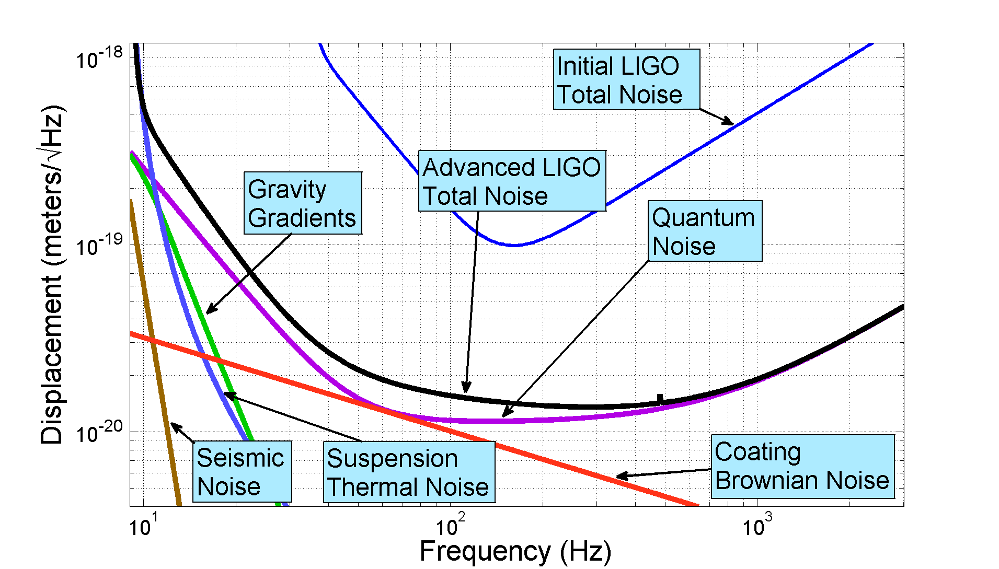 10^-18
10^-19
10^-20
Displacement (meters/√Hz)
Initial LIGO
Total Noise
Advanced LIGO
Total Noise
Gravity
Gradients
Quantum
Noise
Seismic
Noise
Suspension
Thermal Noise
Coating
Brownian Noise
10^1
10^2
10^3
Frequency (Hz)